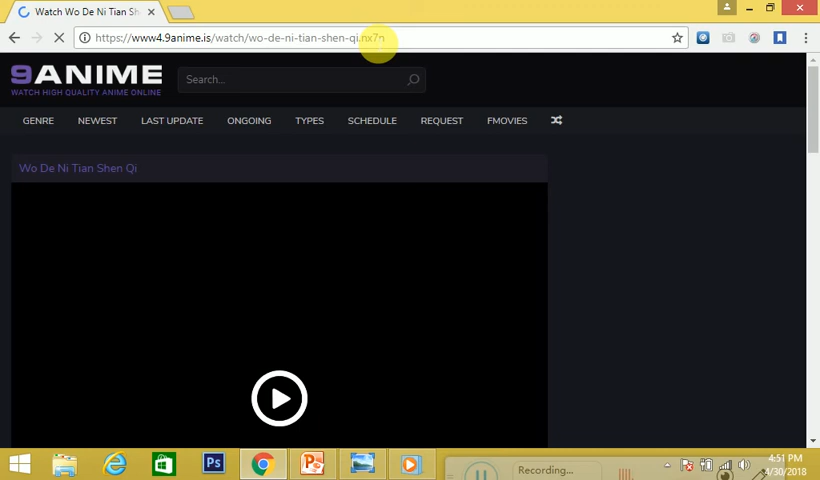 Watch Wo De Ni Tian Sh
https://www4.9anime.is/watch/wo-de-ni-tian-shen-qi.nx7n
9ANIME
WATCH HIGH QUALITY ANIME ONLINE
Search...
GENRE NEWEST LAST UPDATE ONGOING TYPES SCHEDULE REQUEST FMOVIES
Wo De Ni Tian Shen Qi
Ps
Recording...
4:51 PM
4/30/2018